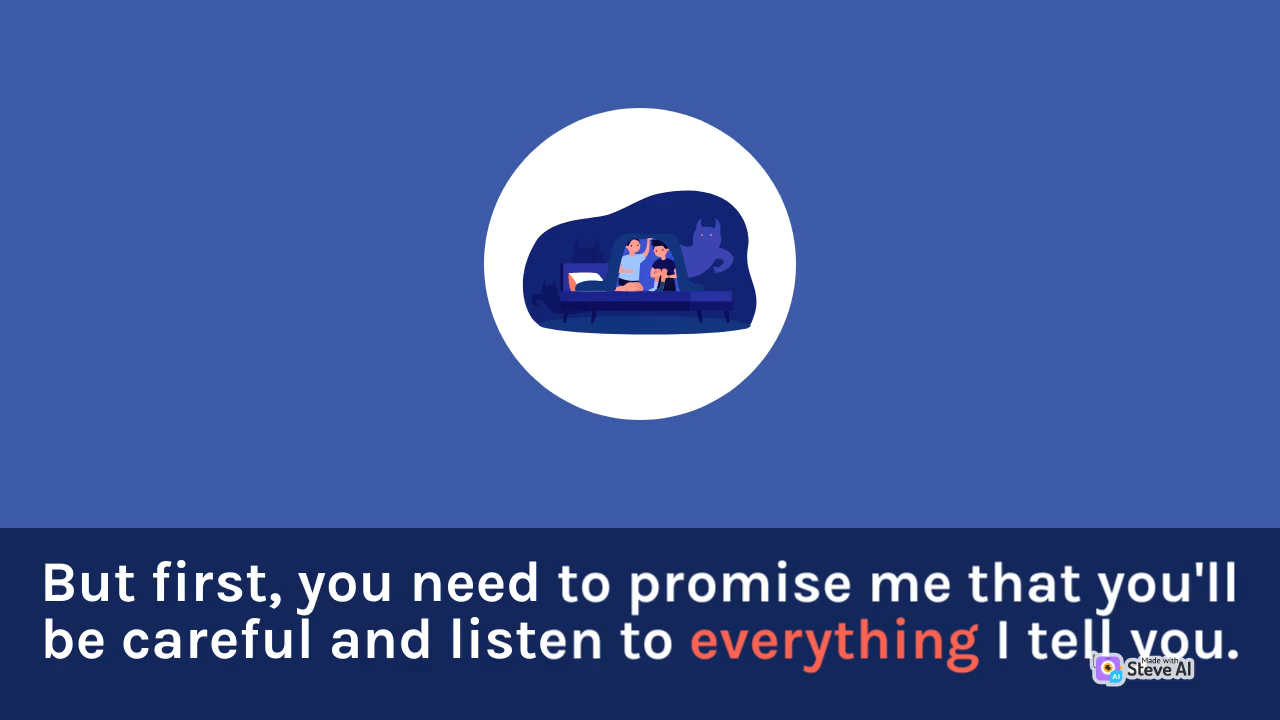 But first, you need to promise me that you'll
be careful and listen to everything I tell you.
Made with
Steve AI
AI